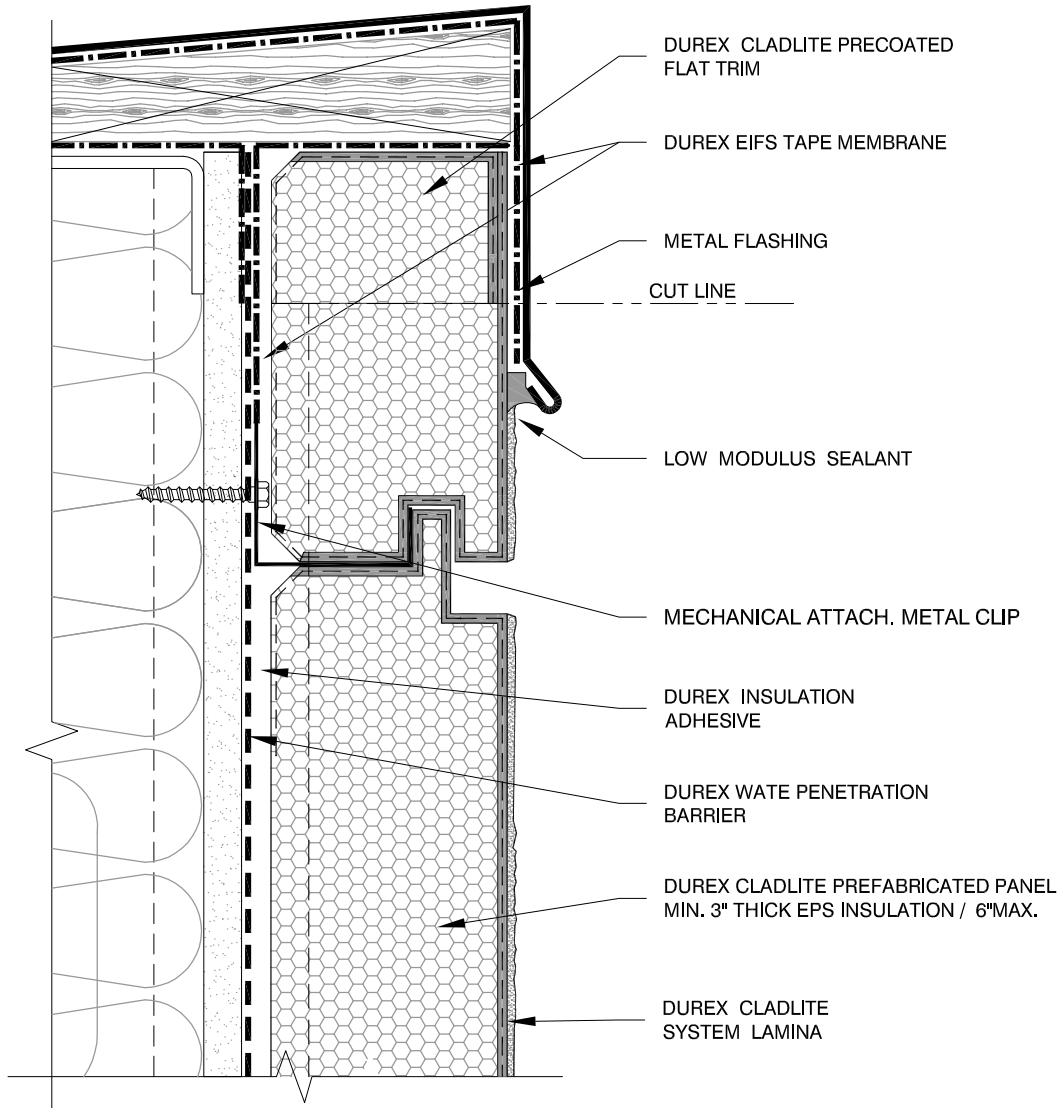 DUREX CLADLITE PRECOATED
FLAT TRIM
DUREX EIFS TAPE MEMBRANE
METAL FLASHING
CUT LINE
LOW MODULUS SEALANT
MECHANICAL ATTACH. METAL CLIP
DUREX INSULATION
ADHESIVE
DUREX WATE PENETRATION
BARRIER
DUREX CLADLITE PREFABRICATED PANEL
MIN. 3" THICK EPS INSULATION / 6"MAX.
DUREX CLADLITE
SYSTEM LAMINA